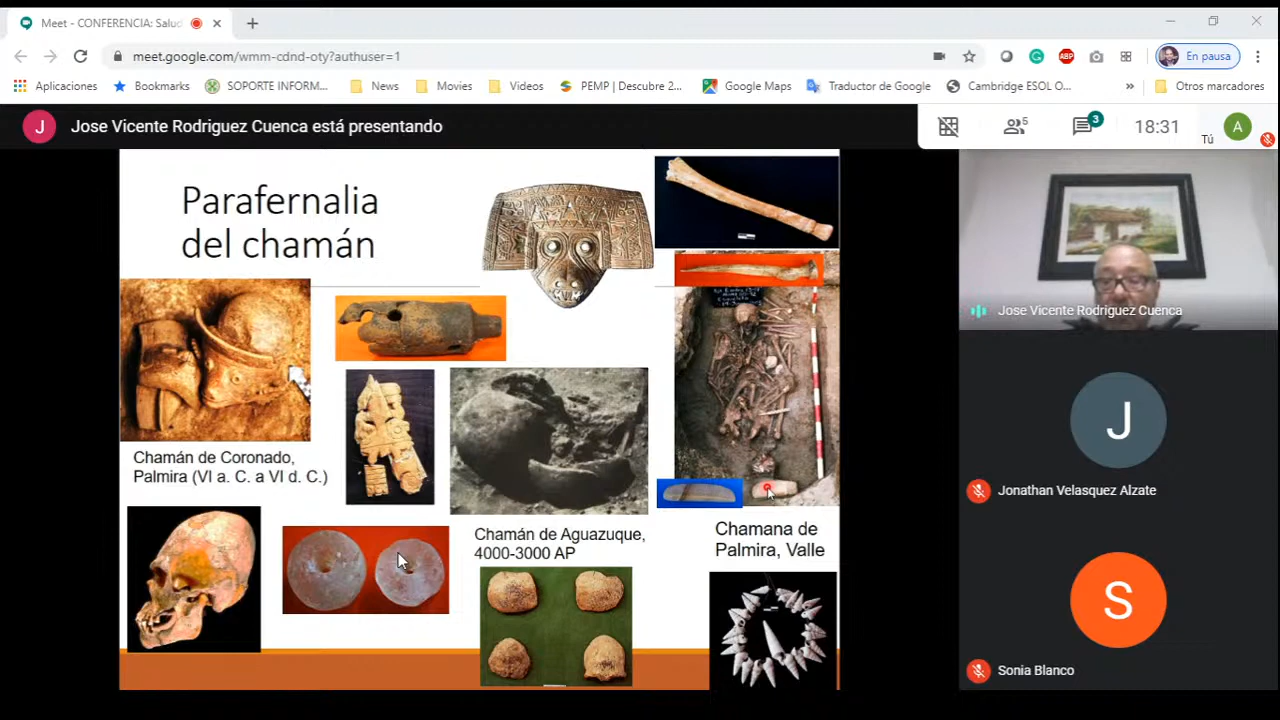 Meet - CONFERENCIA: Salud
meet.google.com/wmm-cdnd-oty?authuser=1
En pausa
Aplicaciones
Bookmarks
SOPORTE INFORM...
News
Movies
Videos
PEMP | Descubre 2...
Google Maps
Traductor de Google
Cambridge ESOL O...
»
Otros marcadores
J
Jose Vicente Rodriguez Cuenca está presentando
5
3
18:31
Tú
A
Parafernalia
del chamán
Chamán de Coronado,
Palmira (VI a. C. a VI d. C.)
Chamán de Aguazuque,
4000-3000 AP
Chamana de
Palmira, Valle
Jose Vicente Rodriguez Cuenca
J
Jonathan Velasquez Alzate
S
Sonia Blanco